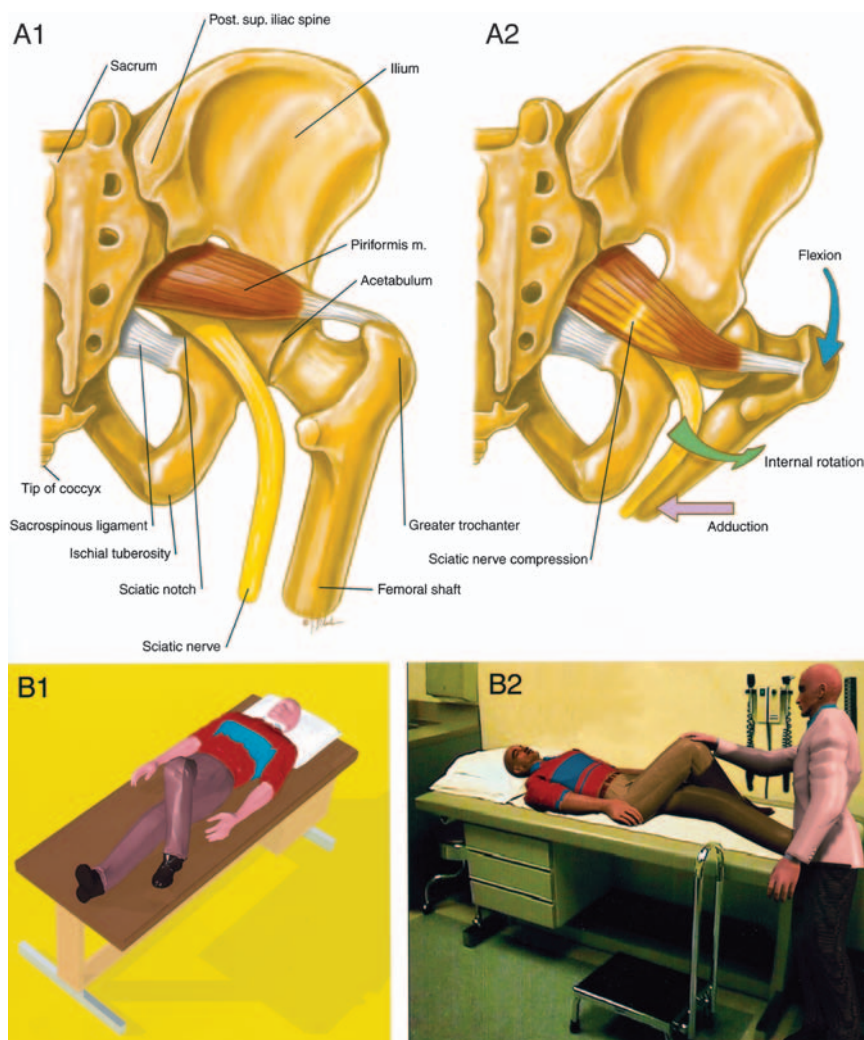 A1
Post. sup. iliac spine
A2
Sacrum
Ilium
Piriformis m.
Flexion
Acetabulum
Internal rotation
Tip of coccyx
Sacrospinous ligament
Greater trochanter
Adduction
Ischial tuberosity
Sciatic nerve compression
Sciatic notch
Femoral shaft
Sciatic nerve
B1
B2